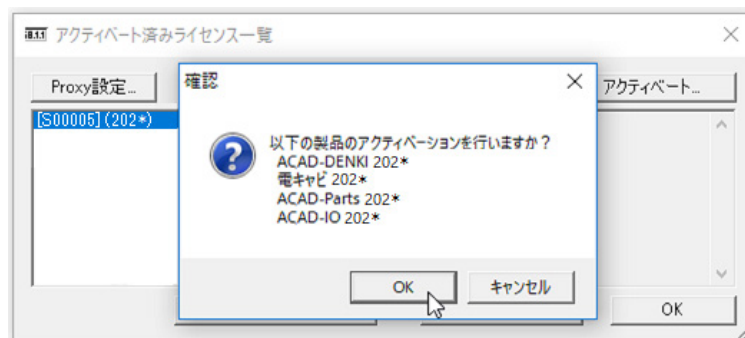 アクティベート済みライセンス一覧
Proxy設定...
アクティベート...
[S00005](202*)
確認
以下の製品のアクティベーションを行いますか？
ACAD-DENKI 202*
電キャビ 202*
ACAD-Parts 202*
ACAD-IO 202*
OK
キャンセル
OK